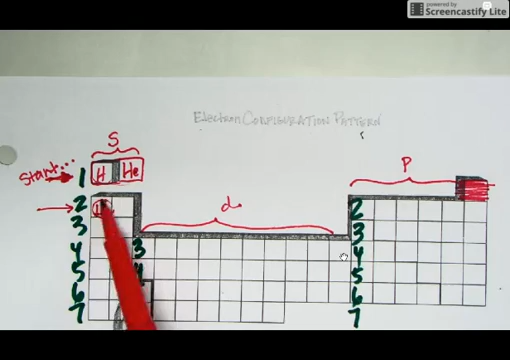 powered by
Screencastify Lite
Electron Configuration Pattern
S
Start...
1 H He
P
2 2
d
3 3
3 4
4 4
5 5
6 6
7 7